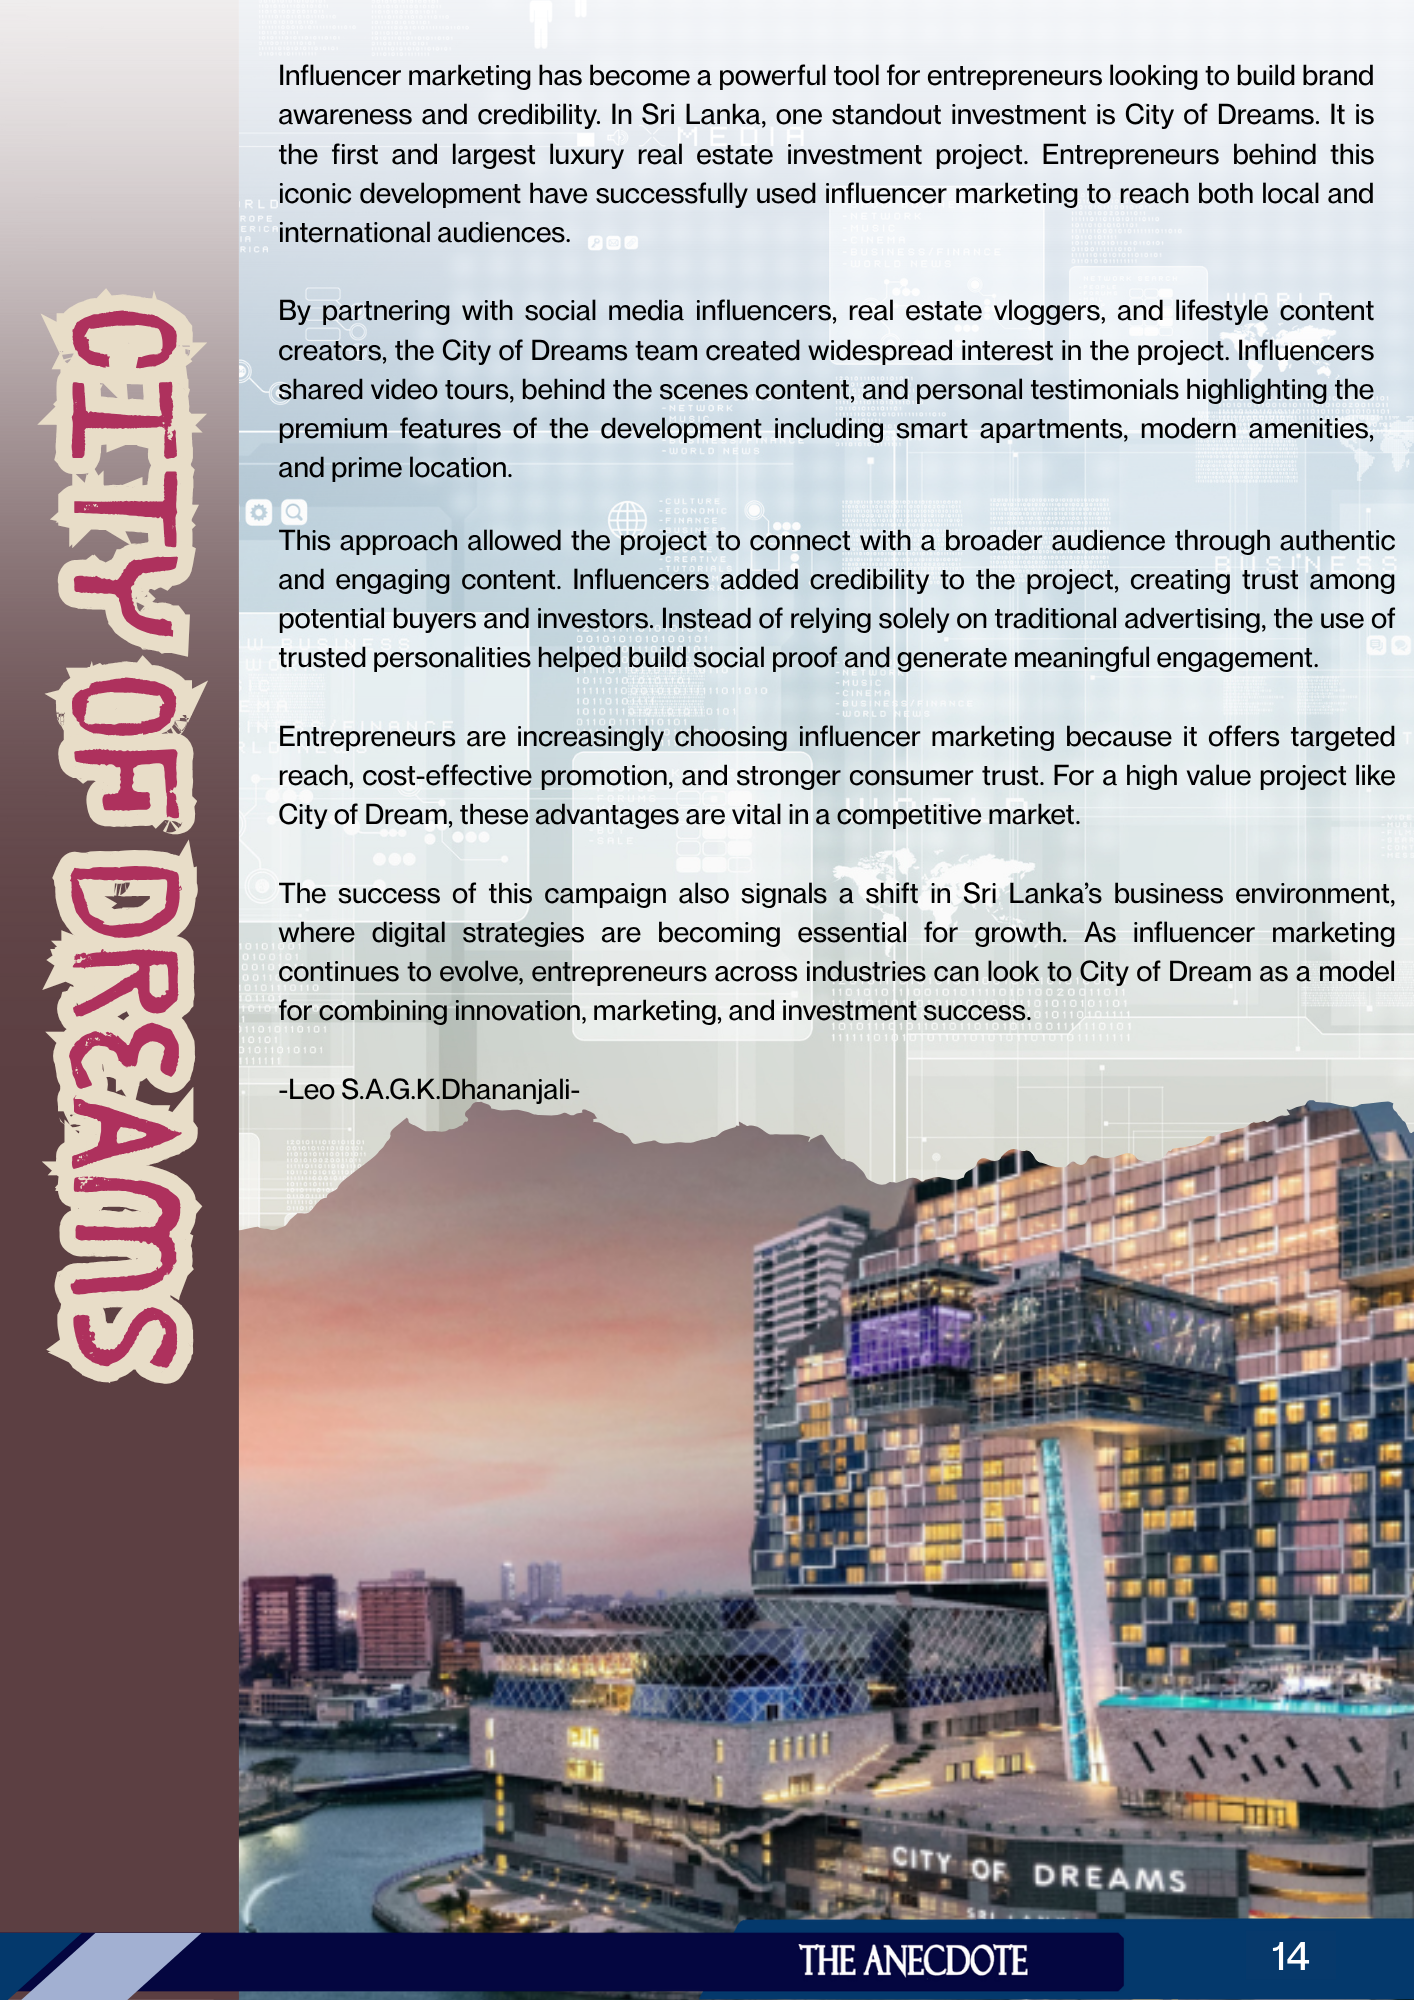 CITY OF DREAMS
Influencer marketing has become a powerful tool for entrepreneurs looking to build brand
awareness and credibility. In Sri Lanka, one standout investment is City of Dreams. It is
the first and largest luxury real estate investment project. Entrepreneurs behind this
iconic development have successfully used influencer marketing to reach both local and
international audiences.
By partnering with social media influencers, real estate vloggers, and lifestyle content
creators, the City of Dreams team created widespread interest in the project. Influencers
shared video tours, behind the scenes content, and personal testimonials highlighting the
premium features of the development including smart apartments, modern amenities,
and prime location.
This approach allowed the project to connect with a broader audience through authentic
and engaging content. Influencers added credibility to the project, creating trust among
potential buyers and investors. Instead of relying solely on traditional advertising, the use of
trusted personalities helped build social proof and generate meaningful engagement.
Entrepreneurs are increasingly choosing influencer marketing because it offers targeted
reach, cost-effective promotion, and stronger consumer trust. For a high value project like
City of Dream, these advantages are vital in a competitive market.
The success of this campaign also signals a shift in Sri Lanka’s business environment,
where digital strategies are becoming essential for growth. As influencer marketing
continues to evolve, entrepreneurs across industries can look to City of Dream as a model
for combining innovation, marketing, and investment success.
-Leo S.A.G.K.Dhananjali-
CITY OF DREAMS
THE ANECDOTE
14